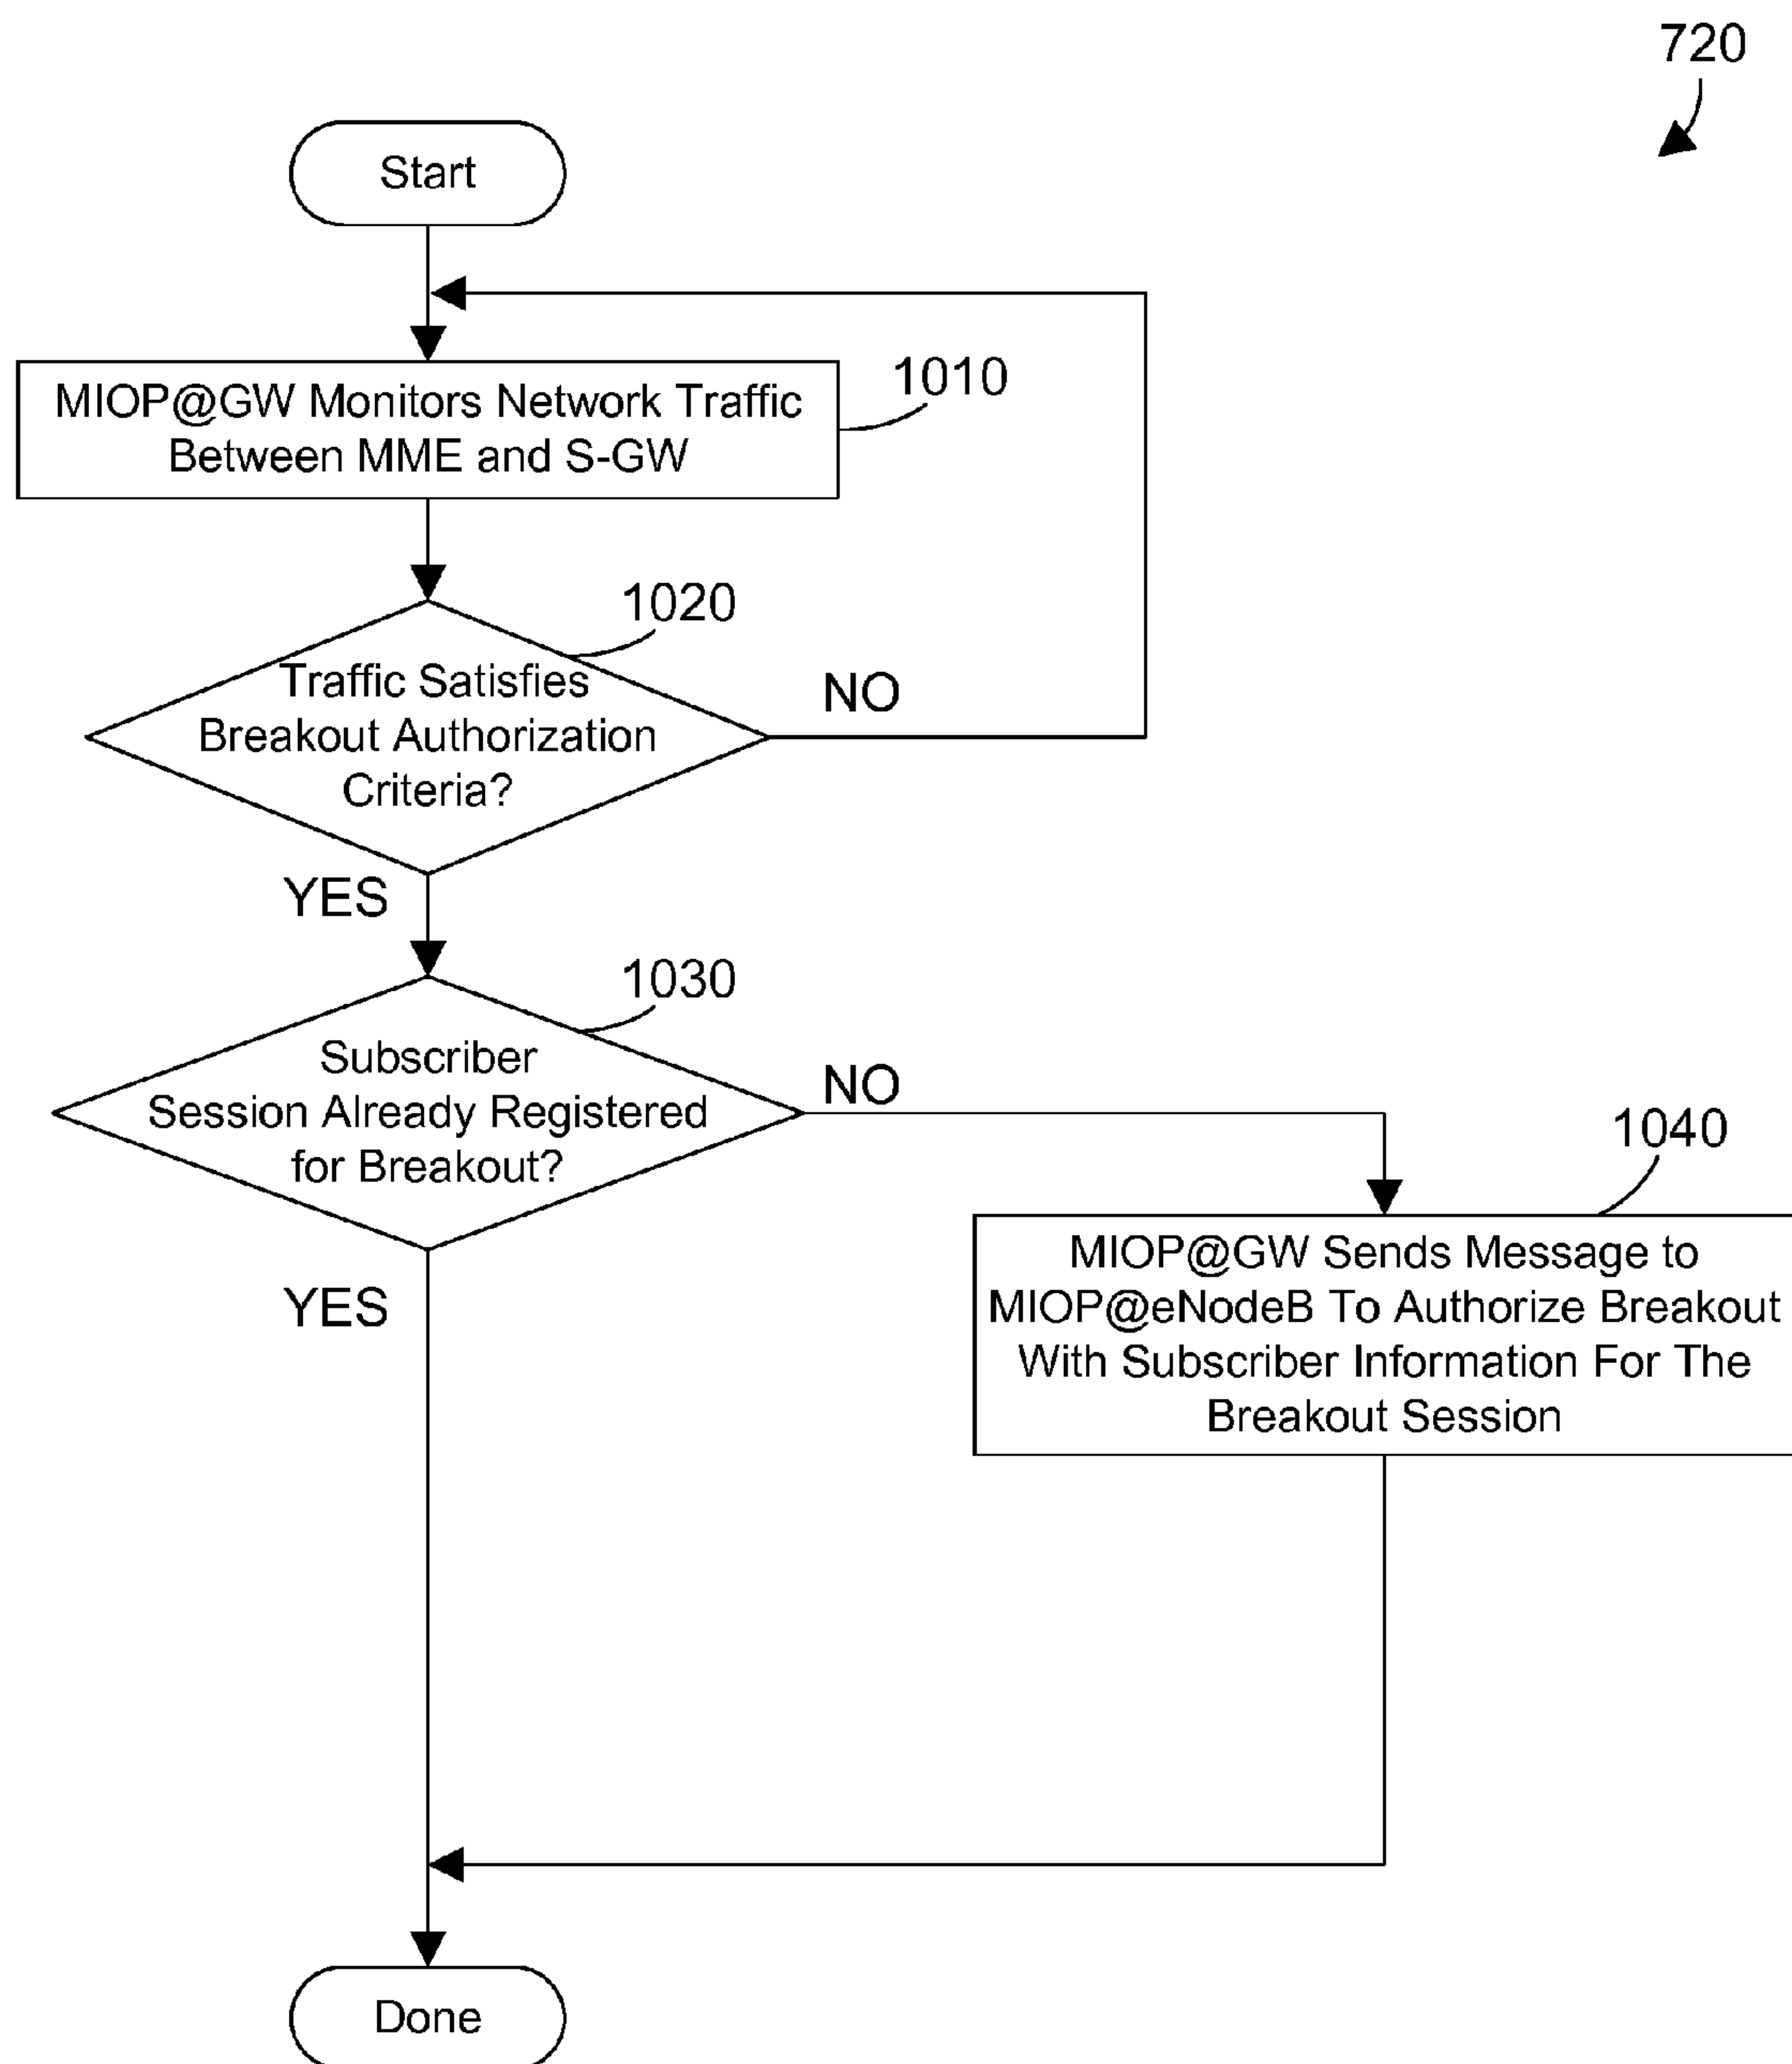 720
Start
MIOP@GW Monitors Network Traffic
Between MME and S-GW
1010
1020
Traffic Satisfies
Breakout Authorization
Criteria?
NO
YES
1030
Subscriber
Session Already Registered
for Breakout?
NO
YES
1040
MIOP@GW Sends Message to
MIOP@eNodeB To Authorize Breakout
With Subscriber Information For The
Breakout Session
Done